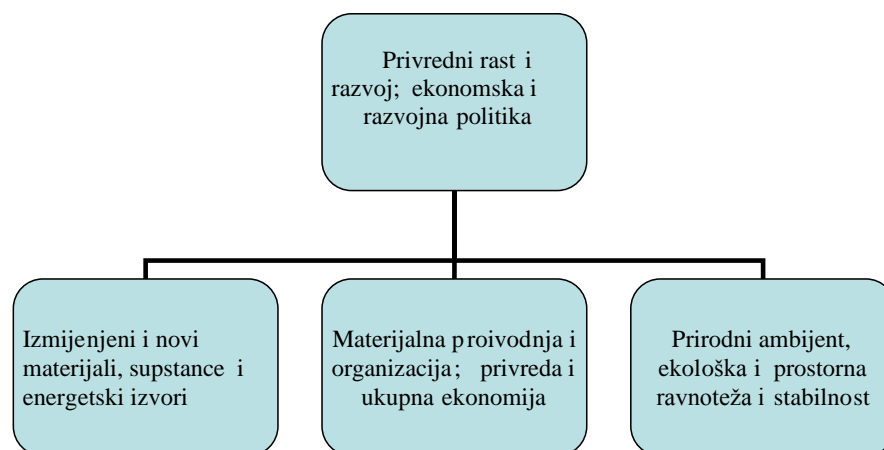 Privredni rast i
razvoj; ekonomska i
razvojna politika
Izmijenjeni i novi
materijali, supstance i
energetski izvori
Materijalna proivodnja i
organizacija; privreda i
ukupna ekonomija
Prirodni ambijent,
ekološka i prostorna
ravnoteža i stabilnost